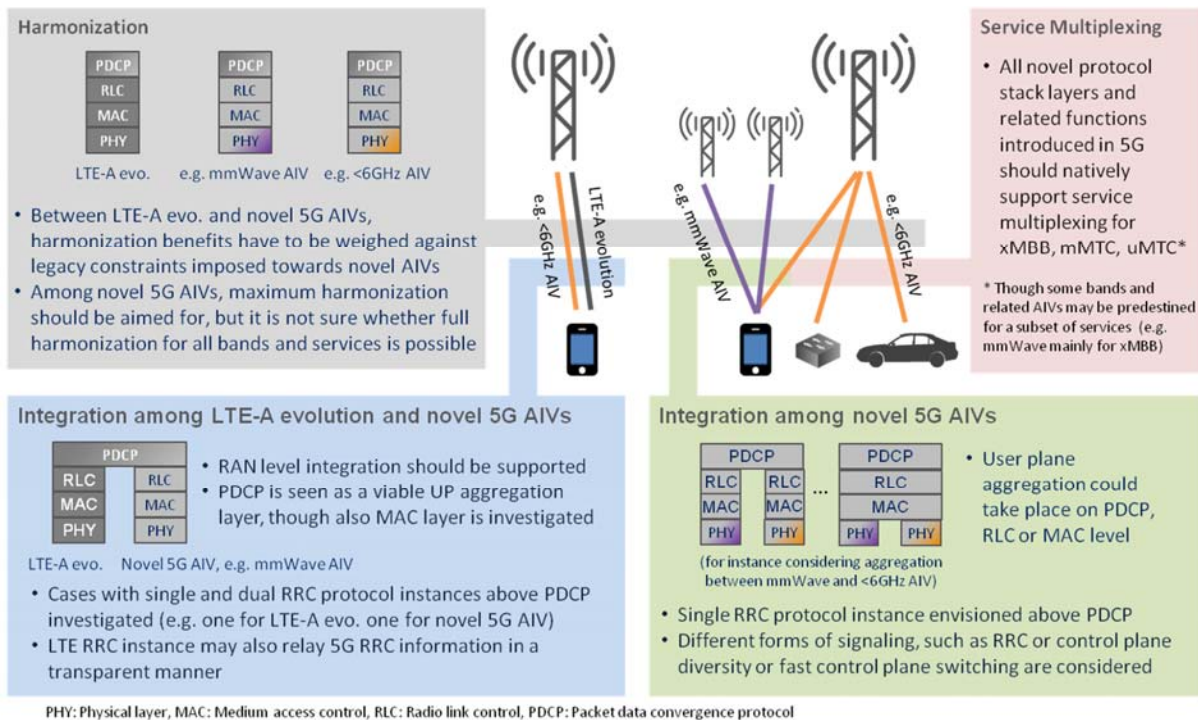 Harmonization
PDCP
RLC
MAC
PHY
LTE-A evo.
PDCP
RLC
MAC
PHY
e.g. mmWave AIV
PDCP
RLC
MAC
PHY
e.g. <6GHz AIV
• Between LTE-A evo. and novel 5G AIVs,
harmonization benefits have to be weighed against
legacy constraints imposed towards novel AIVs
• Among novel 5G AIVs, maximum harmonization
should be aimed for, but it is not sure whether full
harmonization for all bands and services is possible
e.g. <6GHz AIV
LTE-A evolution
e.g. mmWave AIV
e.g. <6GHz AIV
Service Multiplexing
• All novel protocol
stack layers and
related functions
introduced in 5G
should natively
support service
multiplexing for
xMBB, mMTC, uMTC*
* Though some bands and
related AIVs may be predestined
for a subset of services (e.g.
mmWave mainly for xMBB)
Integration among LTE-A evolution and novel 5G AIVs
PDCP
RLC
MAC
PHY
RLC
MAC
PHY
LTE-A evo. Novel 5G AIV, e.g. mmWave AIV
• RAN level integration should be supported
• PDCP is seen as a viable UP aggregation
layer, though also MAC layer is investigated
• Cases with single and dual RRC protocol instances above PDCP
investigated (e.g. one for LTE-A evo. one for novel 5G AIV)
• LTE RRC instance may also relay 5G RRC information in a
transparent manner
Integration among novel 5G AIVs
PDCP
RLC RLC
MAC MAC
PHY PHY
...
PDCP
RLC
MAC
PHY PHY
(for instance considering aggregation
between mmWave and <6GHz AIV)
• User plane
aggregation could
take place on PDCP,
RLC or MAC level
• Single RRC protocol instance envisioned above PDCP
• Different forms of signaling, such as RRC or control plane
diversity or fast control plane switching are considered
PHY: Physical layer, MAC: Medium access control, RLC: Radio link control, PDCP: Packet data convergence protocol